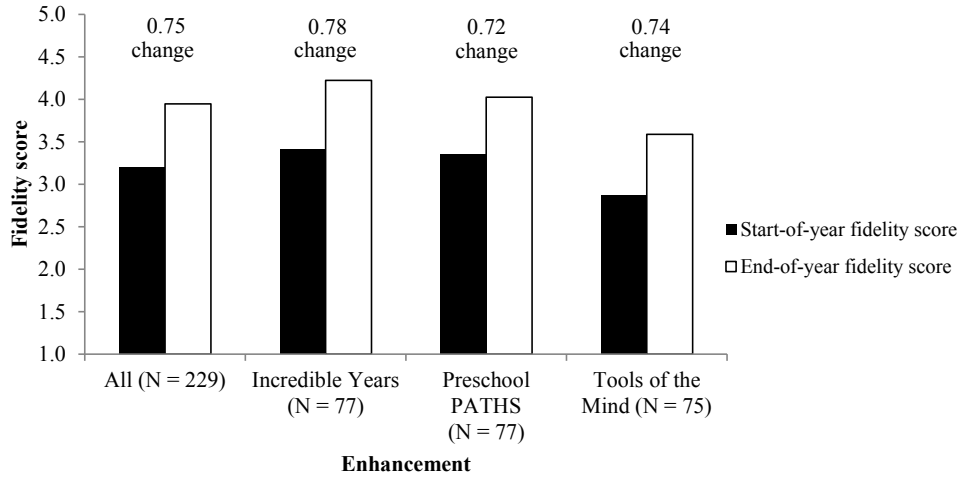 0.75
change
0.78
change
0.72
change
0.74
change
5.0
4.5
4.0
3.5
3.0
2.5
2.0
1.5
1.0
Fidelity score
All (N = 229)
Incredible Years
(N = 77)
Preschool
PATHS
(N = 77)
Tools of the
Mind (N = 75)
Enhancement
Start-of-year fidelity score
End-of-year fidelity score